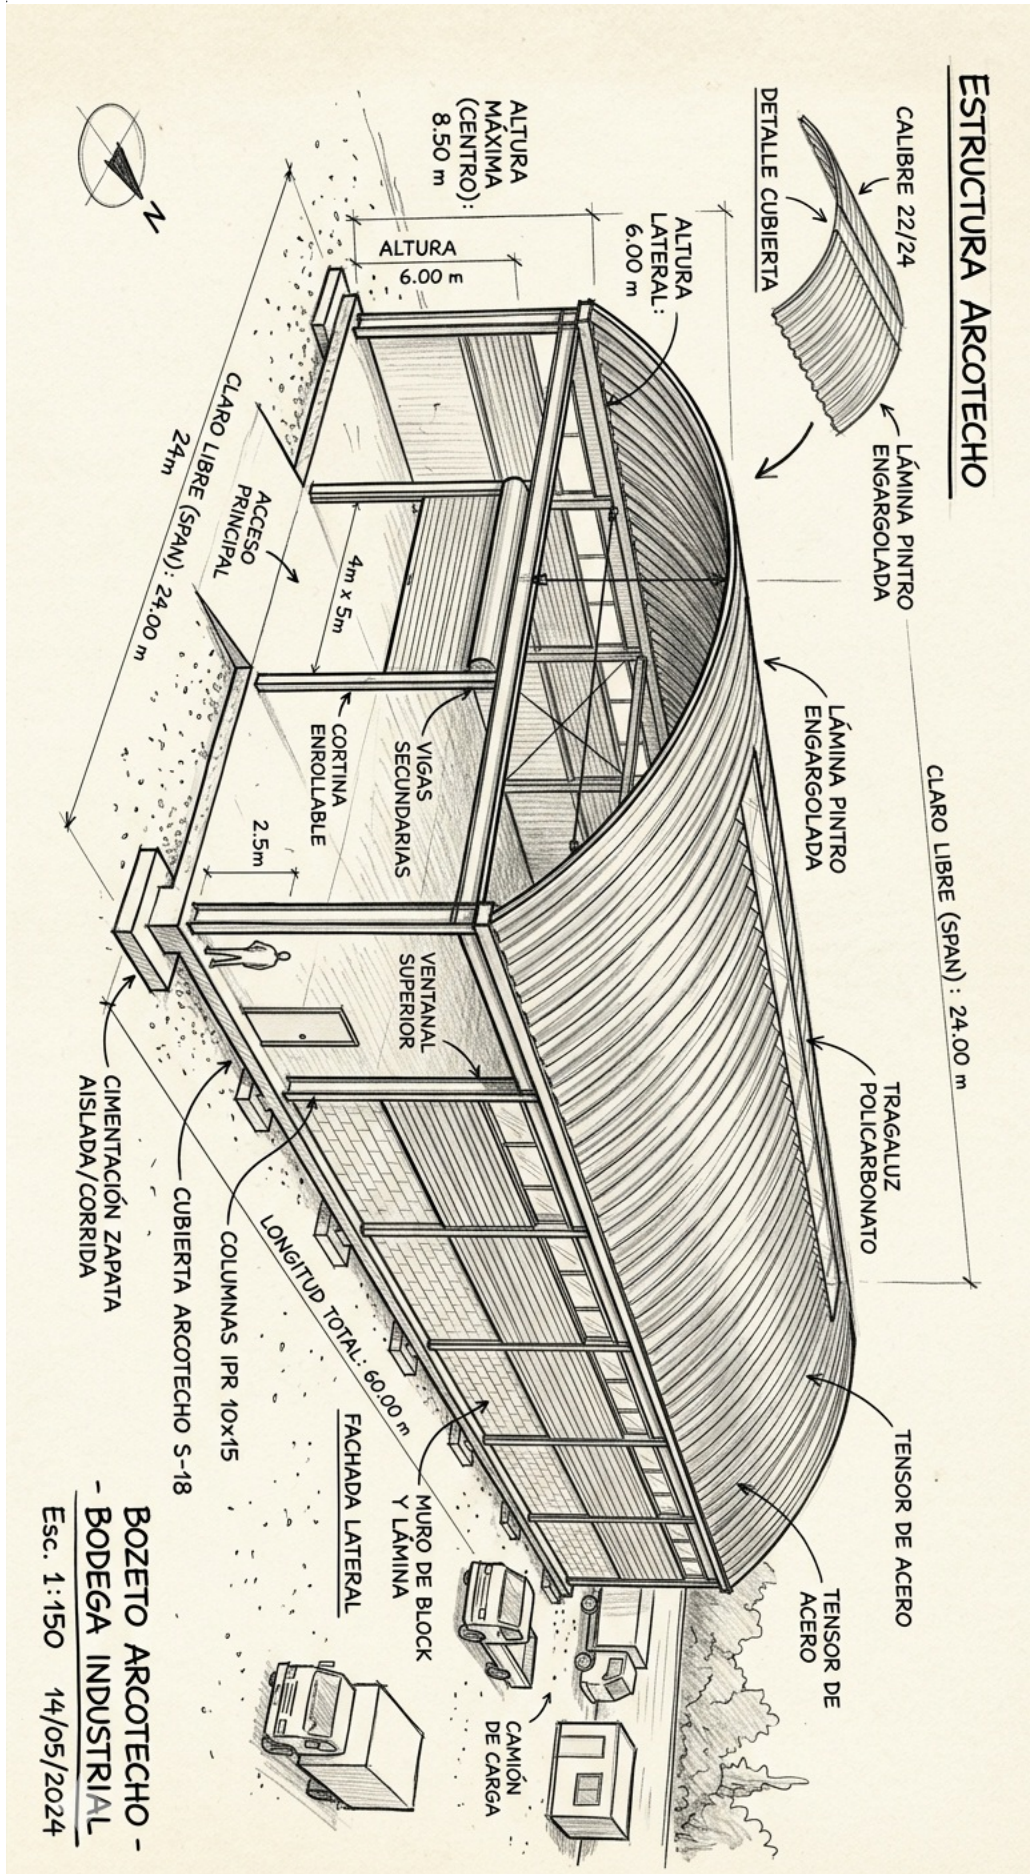 ESTRUCTURA ARCOTECHO
CALIBRE 22/24
DETALLE CUBIERTA
LÁMINA PINTRO
ENGARGOLADA
CLARO LIBRE (SPAN) : 24.00 m
LÁMINA PINTRO
ENGARGOLADA
TRAGALUZ
POLICARBONATO
TENSOR DE ACERO
TENSOR DE
ACERO
ALTURA
MÁXIMA
(CENTRO):
8.50 m
ALTURA
LATERAL:
6.00 m
ALTURA
6.00 m
N
CLARO LIBRE (SPAN): 24.00 m
24m
ACCESO
PRINCIPAL
4m x 5m
CORTINA
ENROLLABLE
VIGAS
SECUNDARIAS
2.5m
VENTANAL
SUPERIOR
CIMENTACIÓN ZAPATA
AISLADA/CORRIDA
CUBIERTA ARCOTECHO S-18
COLUMNAS IPR 10x15
LONGITUD TOTAL: 60.00 m
FACHADA LATERAL
MURO DE BLOCK
Y LÁMINA
CAMIÓN
DE CARGA
BOZETO ARCOTECHO -
- BODEGA INDUSTRIAL
Esc. 1:150 14/05/2024